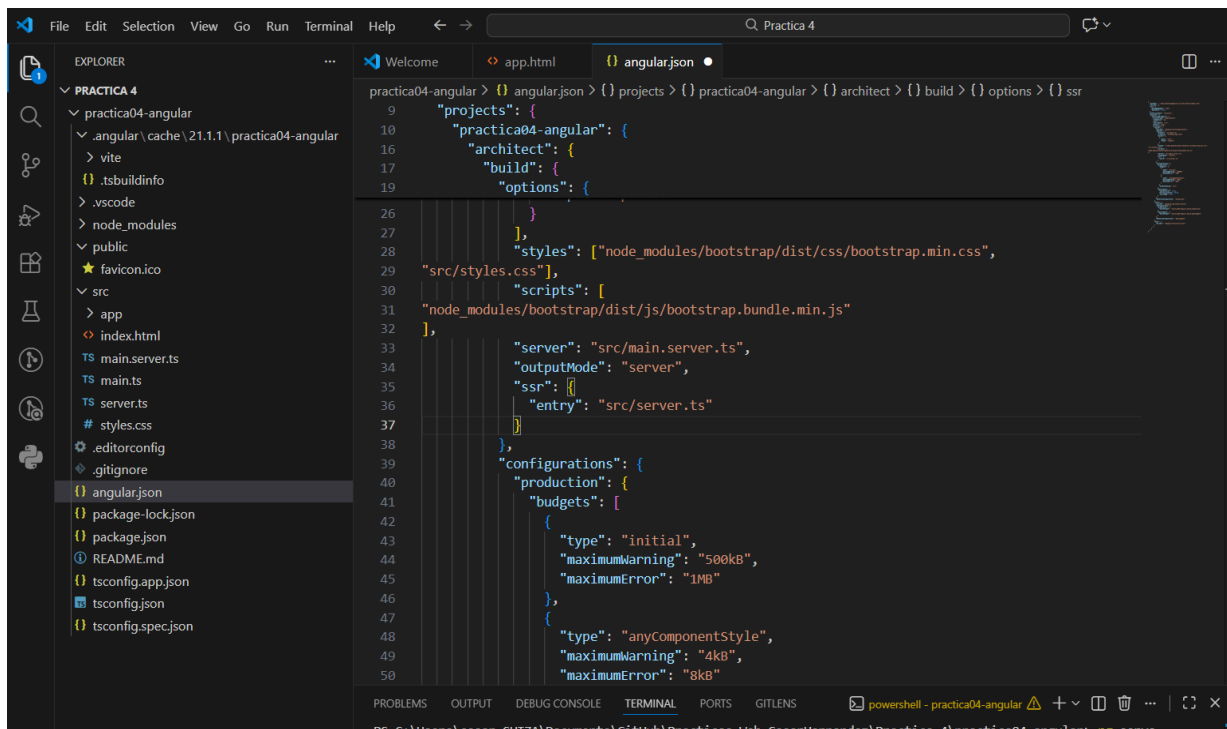 File Edit Selection View Go Run Terminal Help
Practica 4
EXPLORER
PRACTICA 4
practica04-angular
.angular\cache\21.1.1\practica04-angular
vite
.tsbuildinfo
.vscode
node_modules
public
favicon.ico
src
app
index.html
main.server.ts
main.ts
server.ts
styles.css
.editorconfig
.gitignore
angular.json
package-lock.json
package.json
README.md
tsconfig.app.json
tsconfig.json
tsconfig.spec.json
Welcome app.html angular.json
practica04-angular > {} angular.json > {} projects > {} practica04-angular > {} architect > {} build > {} options > {} ssr
9 "projects": {
10 "practica04-angular": {
16 "architect": {
17 "build": {
19 "options": {
26 }
27 ],
28 "styles": ["node_modules/bootstrap/dist/css/bootstrap.min.css",
29 "src/styles.css"],
30 "scripts": [
31 "node_modules/bootstrap/dist/js/bootstrap.bundle.min.js"
32 ],
33 "server": "src/main.server.ts",
34 "outputMode": "server",
35 "ssr": {
36 "entry": "src/server.ts"
37 }
38 },
39 "configurations": {
40 "production": {
41 "budgets": [
42 {
43 "type": "initial",
44 "maximumWarning": "500kB",
45 "maximumError": "1MB"
46 },
47 {
48 "type": "anyComponentStyle",
49 "maximumWarning": "4kB",
50 "maximumError": "8kB"
PROBLEMS OUTPUT DEBUG CONSOLE TERMINAL PORTS GITLENS powershell - practica04-angular